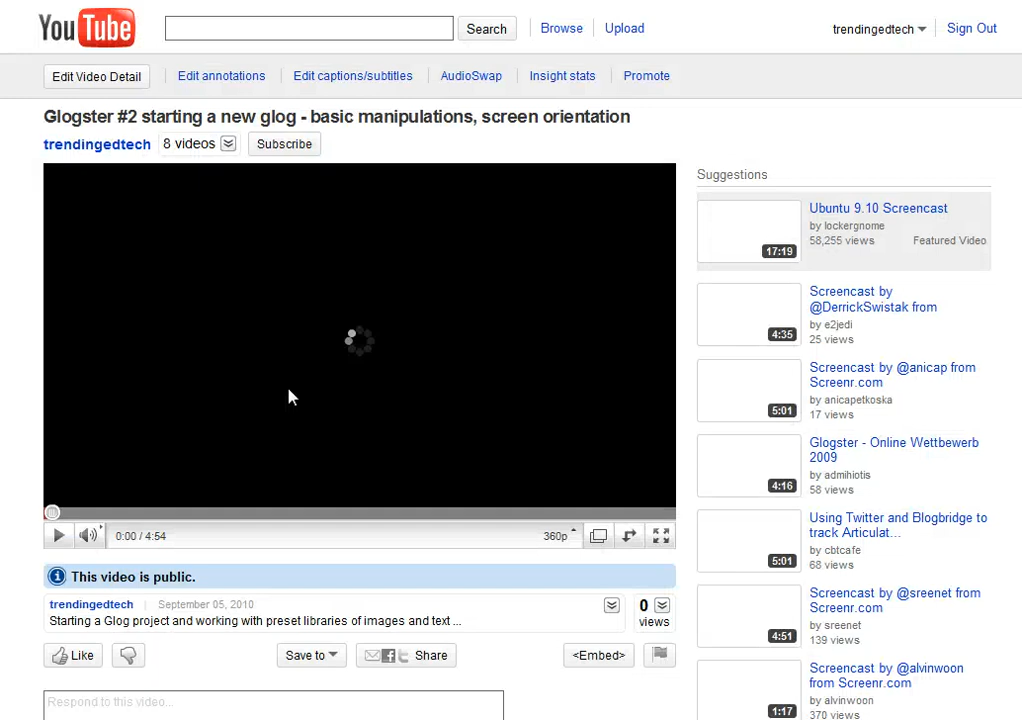 YouTube
Search
Browse
Upload
trendingedtech
Sign Out
Edit Video Detail
Edit annotations
Edit captions/subtitles
AudioSwap
Insight stats
Promote
Glogster #2 starting a new glog - basic manipulations, screen orientation
trendingedtech
8 videos
Subscribe
0:00 / 4:54
360p
This video is public.
trendingedtech
September 05, 2010
Starting a Glog project and working with preset libraries of images and text ...
0
views
Like
Save to
Share
<Embed>
Respond to this video...
Suggestions
17:19
Ubuntu 9.10 Screencast
by lockergnome
58,255 views
Featured Video
4:35
Screencast by
@DerrickSwistak from
by e2jedi
25 views
5:01
Screencast by @anicap from
Screenr.com
by anicapetkoska
17 views
4:16
Glogster - Online Wettbewerb
2009
by admihiotis
58 views
5:01
Using Twitter and Blogbridge to
track Articulat...
by cbtcafe
68 views
4:51
Screencast by @sreenet from
Screenr.com
by sreenet
139 views
1:17
Screencast by @alvinwoon
from Screenr.com
by alvinwoon
370 views